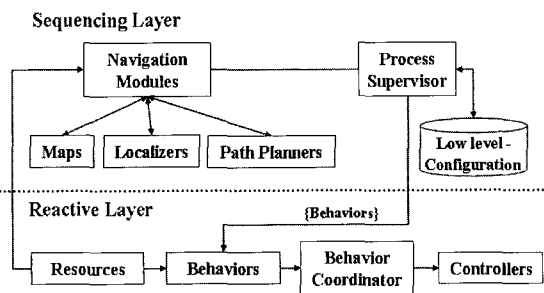 Sequencing Layer
Navigation
Modules
Process
Supervisor
Maps
Localizers
Path Planners
Low level -
Configuration
Reactive Layer
{Behaviors}
Resources
Behaviors
Behavior
Coordinator
Controllers